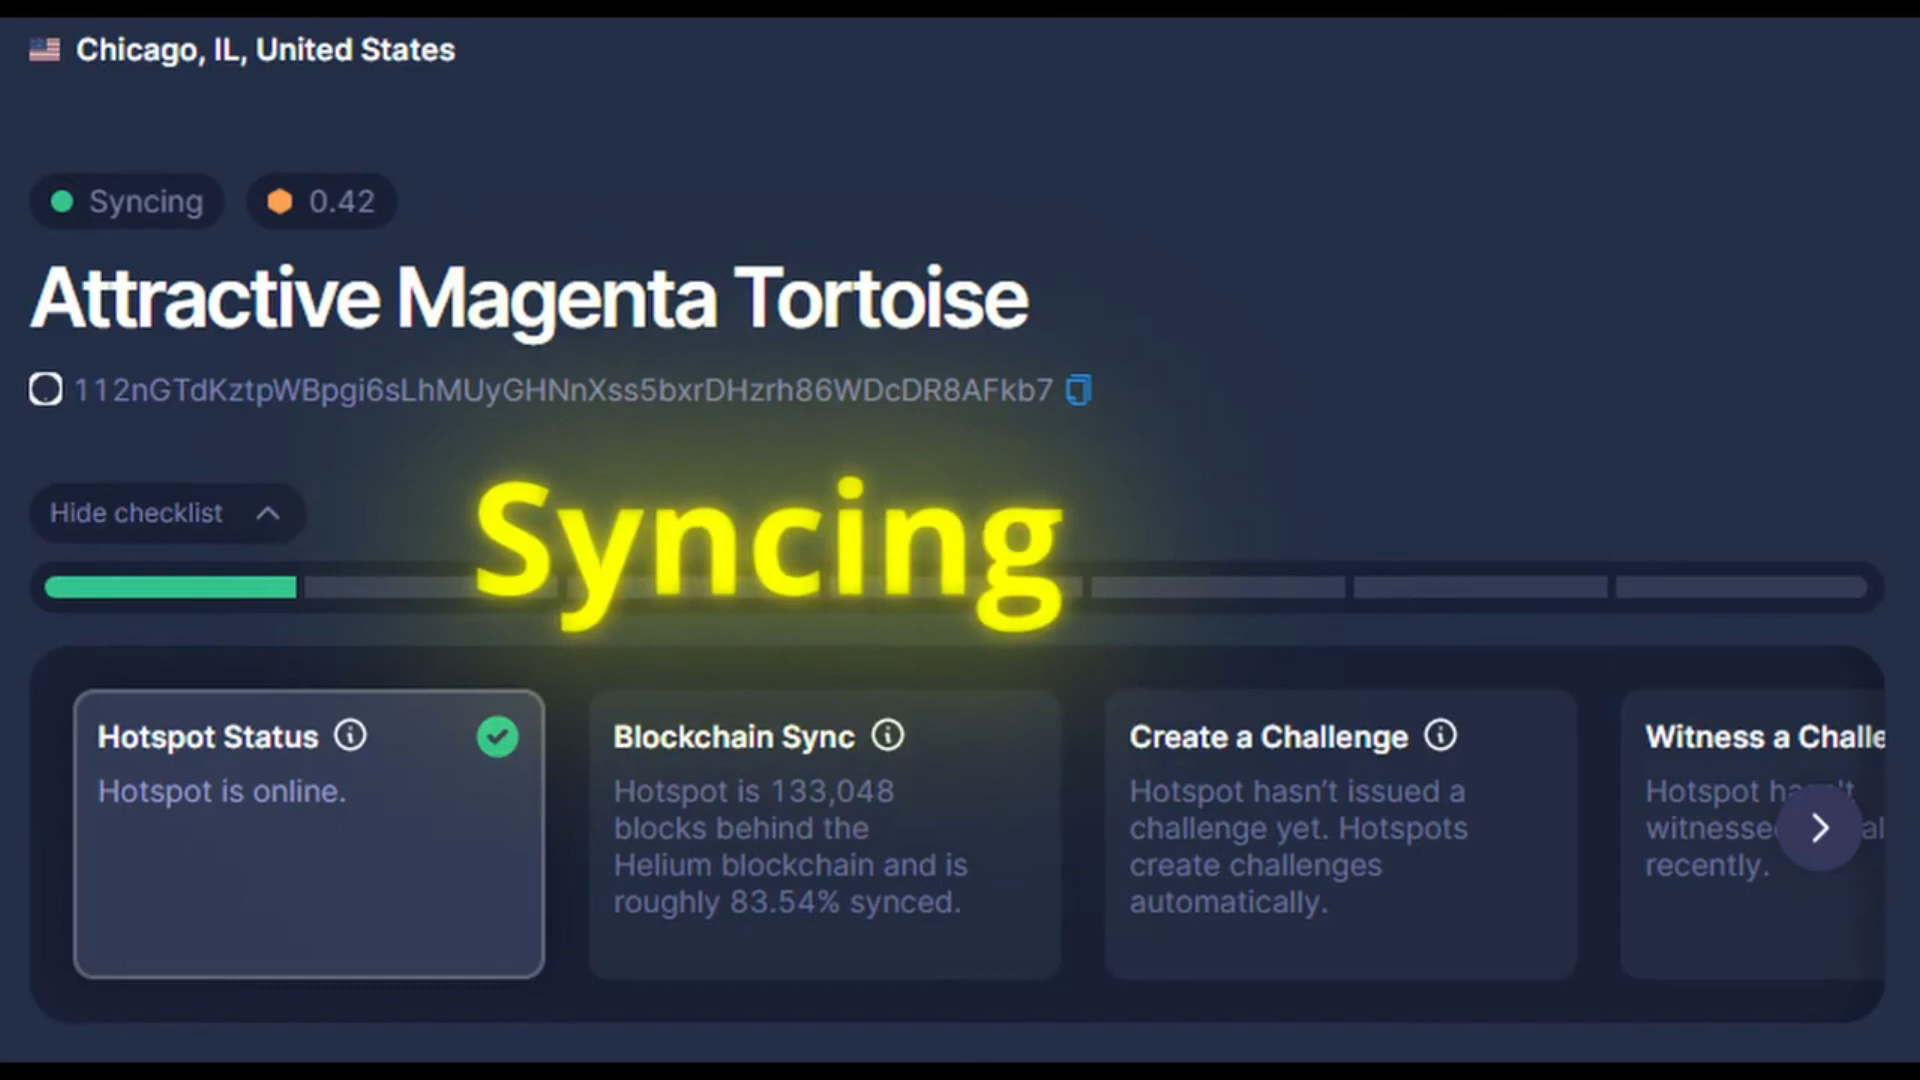 Chicago, IL, United States
Syncing 0.42
Attractive Magenta Tortoise
112nGTdKztpWBpgi6sLhMUyGHNnXss5bxrDHzrh86WDcDR8AFkb7
Hide checklist
Syncing
Hotspot Status
Hotspot is online.
Blockchain Sync
Hotspot is 133,048
blocks behind the
Helium blockchain and is
roughly 83.54% synced.
Create a Challenge
Hotspot hasn't issued a
challenge yet. Hotspots
create challenges
automatically.
Witness a
Hotspot
recently.